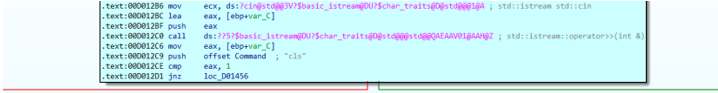 .text:00D012B6 mov     ecx, ds:?cin@std@@3V?$basic_istream@DU?$char_traits@D@std@@@1@A ; std::istream std::cin
.text:00D012BC lea     eax, [ebp+var_C]
.text:00D012BF push    eax
.text:00D012C0 call    ds:??5?$basic_istream@DU?$char_traits@D@std@@@std@@QAEAAV01@AAH@Z ; std::istream::operator>>(int &)
.text:00D012C6 mov     eax, [ebp+var_C]
.text:00D012C9 push    offset Command  ; "cls"
.text:00D012CE cmp     eax, 1
.text:00D012D1 jnz     loc_D01456